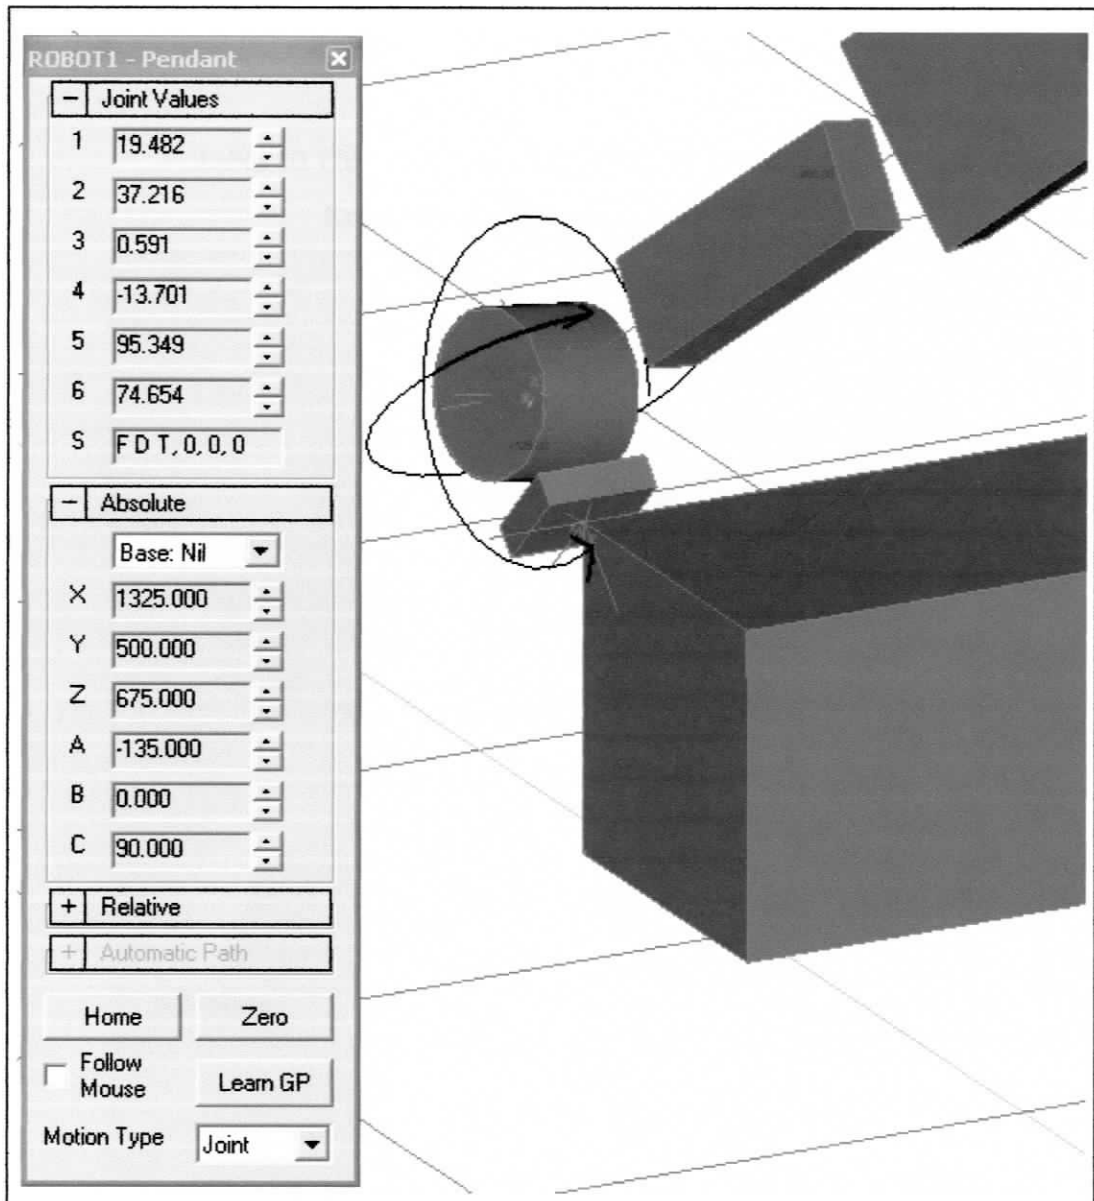 ROBOT1 - Pendant
− Joint Values
1 19.482
2 37.216
3 0.591
4 -13.701
5 95.349
6 74.654
S F D T, 0, 0, 0
− Absolute
Base: Nil
X 1325.000
Y 500.000
Z 675.000
A -135.000
B 0.000
C 90.000
+ Relative
+ Automatic Path
Home Zero
Follow
Mouse
Learn GP
Motion Type Joint